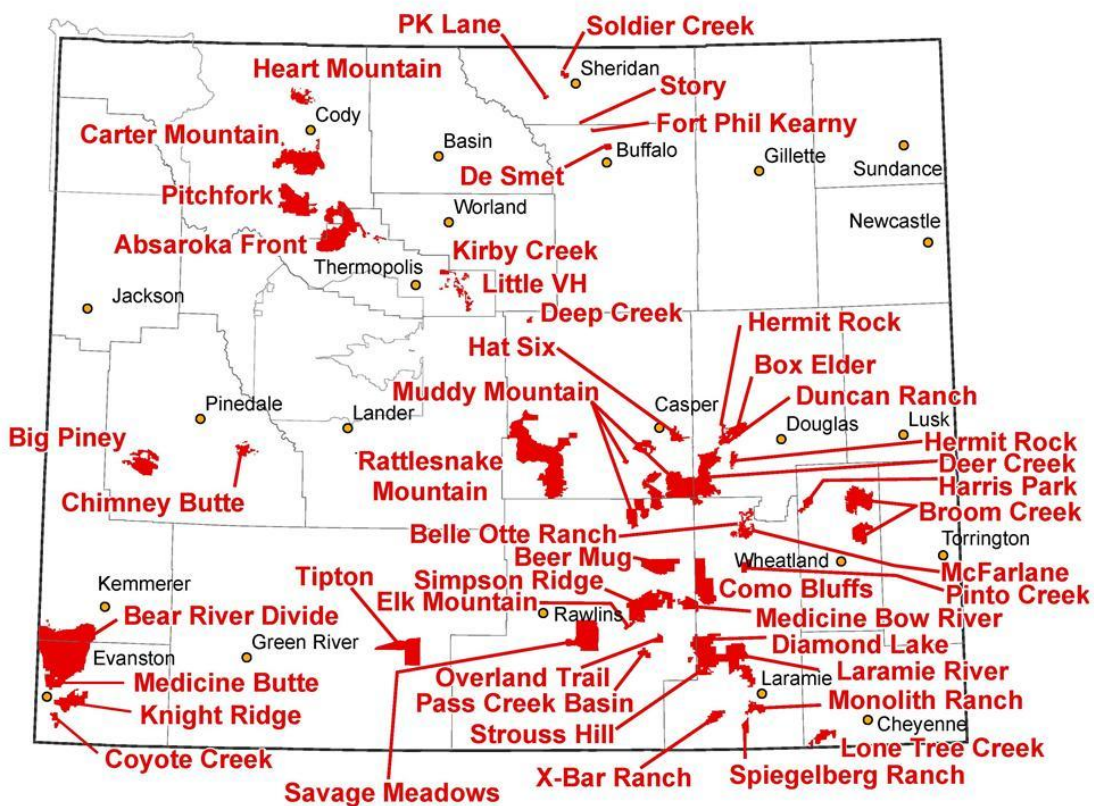 PK Lane
Soldier Creek
Sheridan
Heart Mountain
Story
Cody
Fort Phil Kearny
Carter Mountain
Basin
Buffalo
Gillette
Sundance
De Smet
Pitchfork
Worland
Newcastle
Absaroka Front
Kirby Creek
Thermopolis
Little VH
Jackson
Deep Creek
Hermit Rock
Hat Six
Box Elder
Muddy Mountain
Duncan Ranch
Pinedale
Lander
Casper
Douglas
Lusk
Big Piney
Hermit Rock
Rattlesnake
Mountain
Deer Creek
Chimney Butte
Harris Park
Broom Creek
Belle Otte Ranch
Torrington
Beer Mug
Wheatland
McFarlane
Kemmerer
Tipton
Simpson Ridge
Como Bluffs
Pinto Creek
Elk Mountain
Rawlins
Medicine Bow River
Bear River Divide
Green River
Diamond Lake
Evanston
Overland Trail
Laramie River
Medicine Butte
Pass Creek Basin
Laramie
Monolith Ranch
Knight Ridge
Strouss Hill
Cheyenne
Coyote Creek
X-Bar Ranch
Lone Tree Creek
Spiegelberg Ranch
Savage Meadows